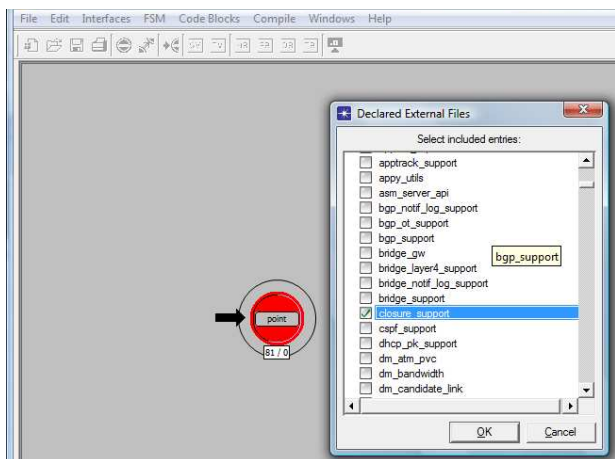 File Edit Interfaces FSM Code Blocks Compile Windows Help
Declared External Files
Select included entries:
apptrack_support
appy_utils
asm_server_api
bgp_notif_log_support
bgp_ot_support
bgp_support
bridge_gw
bgp_support
bridge_layer4_support
bridge_notif_log_support
bridge_support
closure_support
cspf_support
dhcp_pk_support
dm_atm_pvc
dm_bandwidth
dm_candidate_link
OK Cancel
point
81 / 0